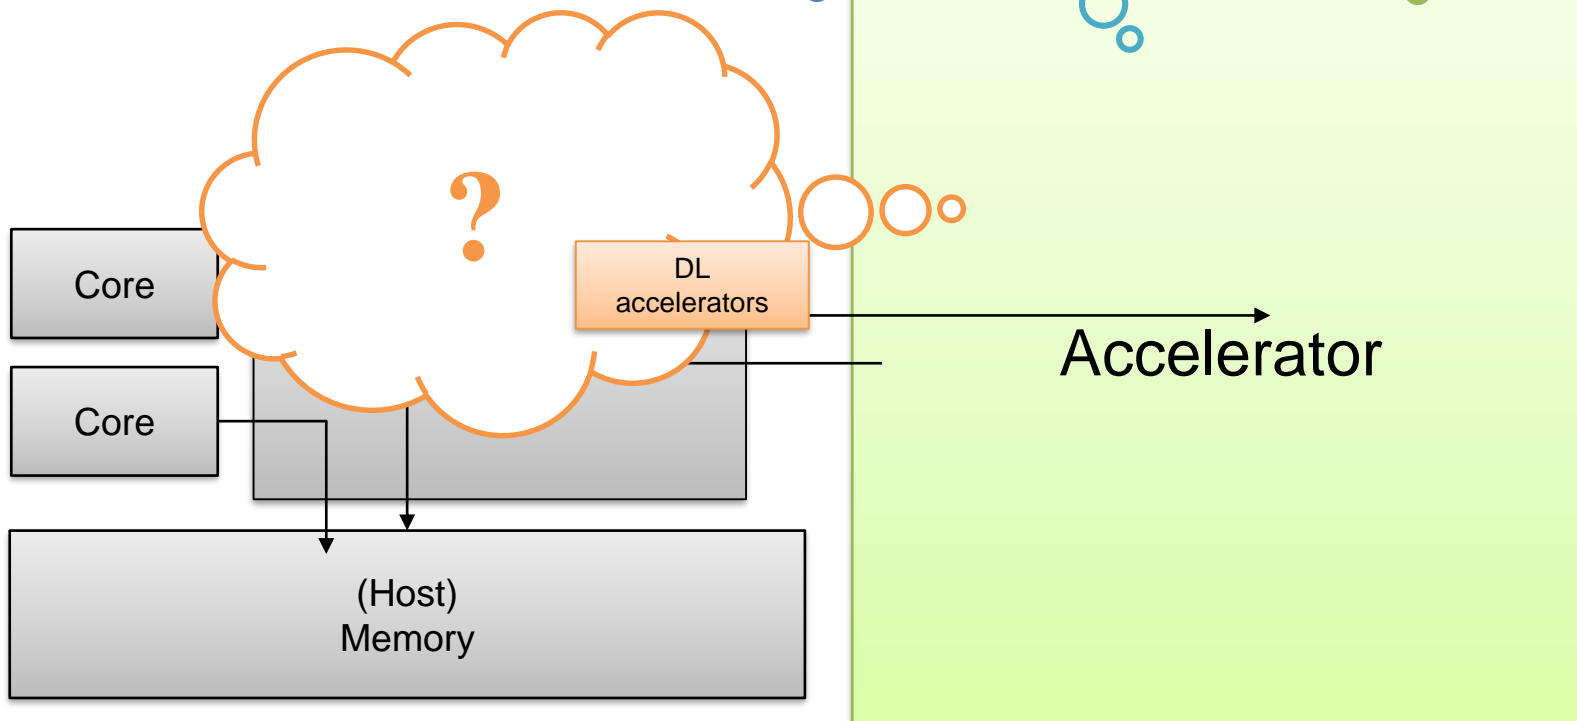 ?
Core
DL
accelerators
Accelerator
Core
(Host)
Memory